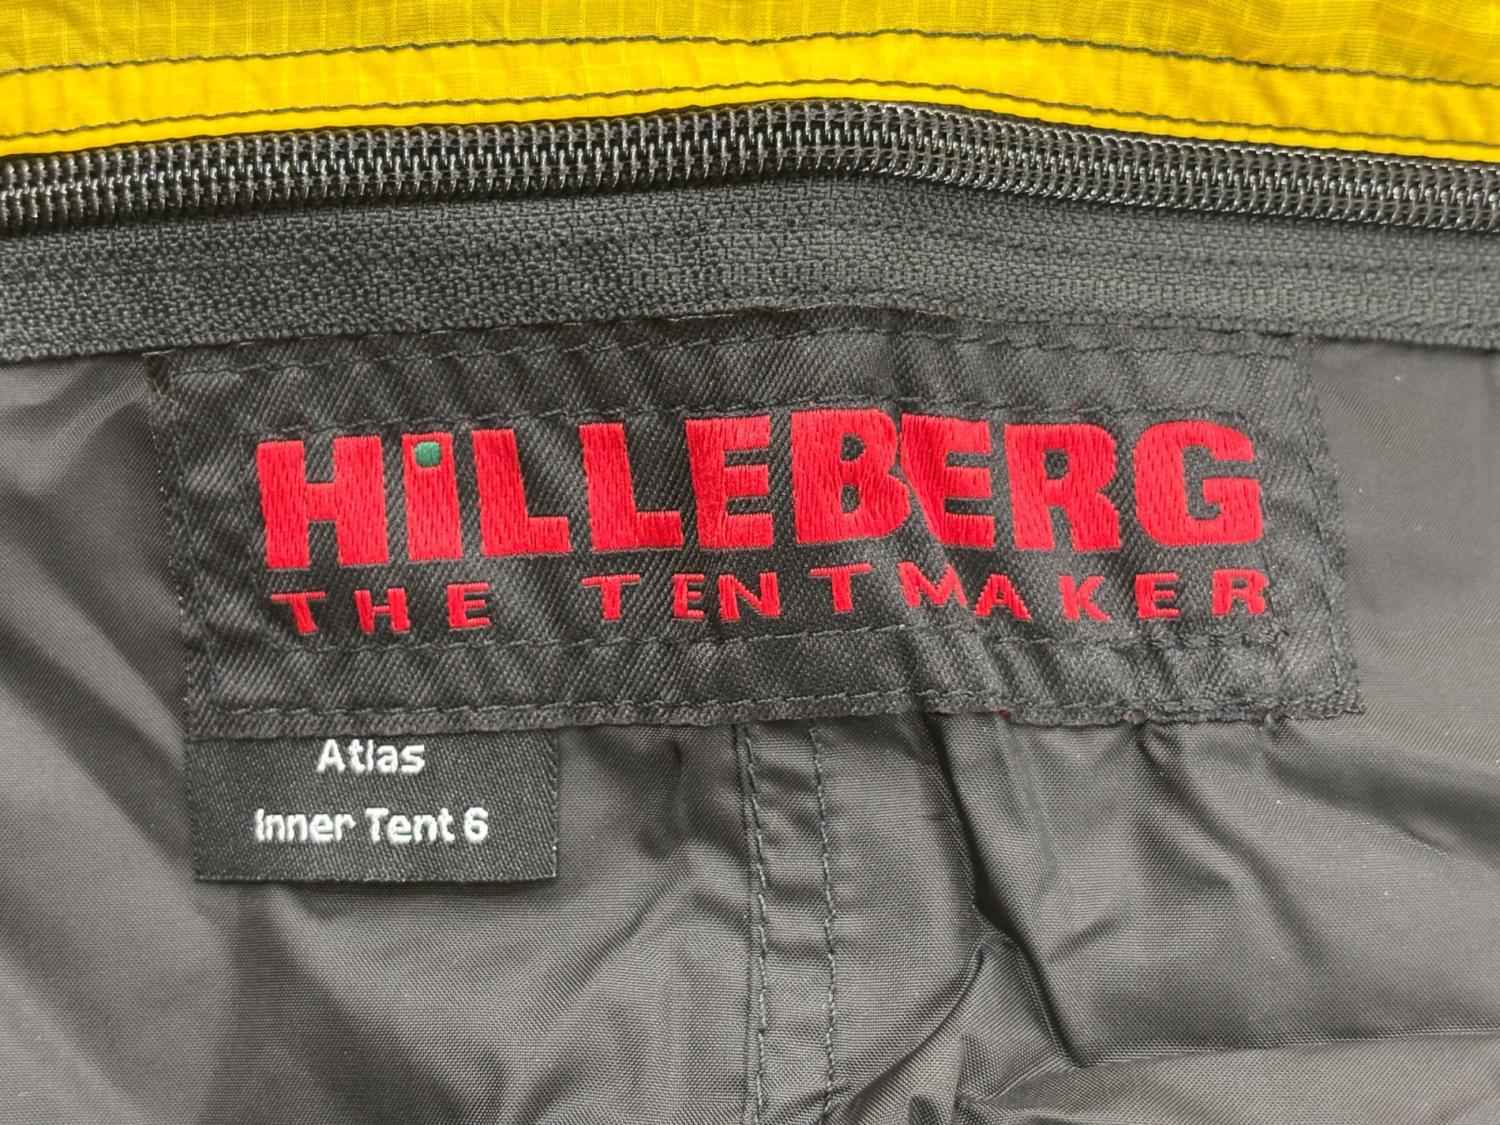 HiLLEBERG
THE TENTMAKER
Atlas
Inner Tent 6